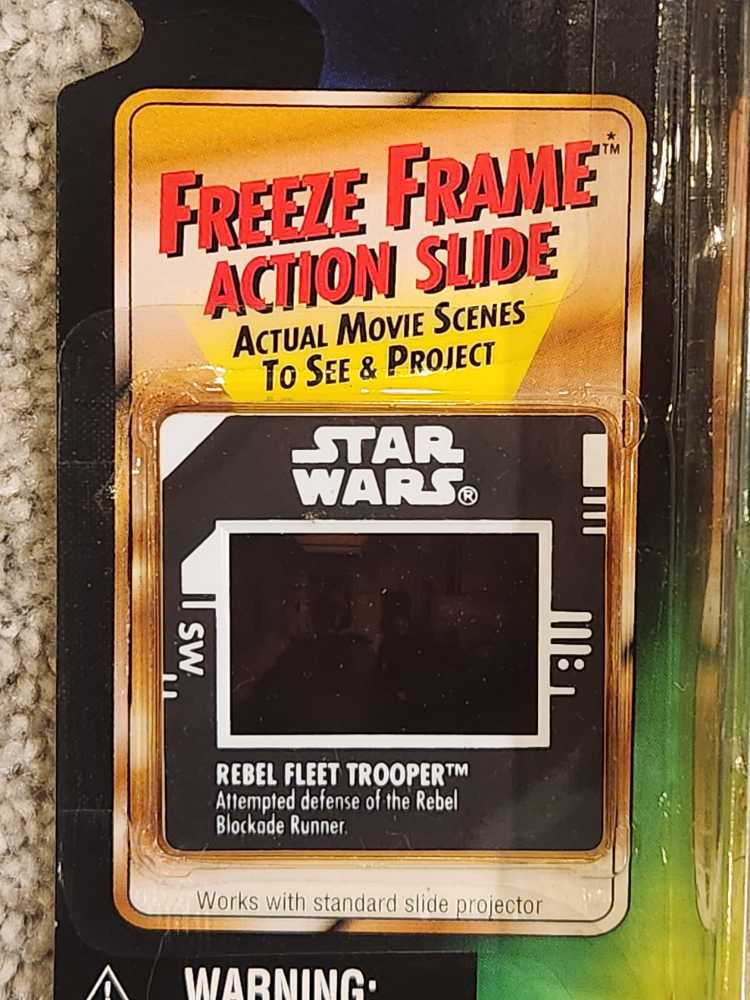 FREEZE FRAME™*
ACTION SLIDE
ACTUAL MOVIE SCENES
TO SEE & PROJECT
STAR
WARS®
SW
REBEL FLEET TROOPER™
Attempted defense of the Rebel
Blockade Runner.
Works with standard slide projector
WARNING: